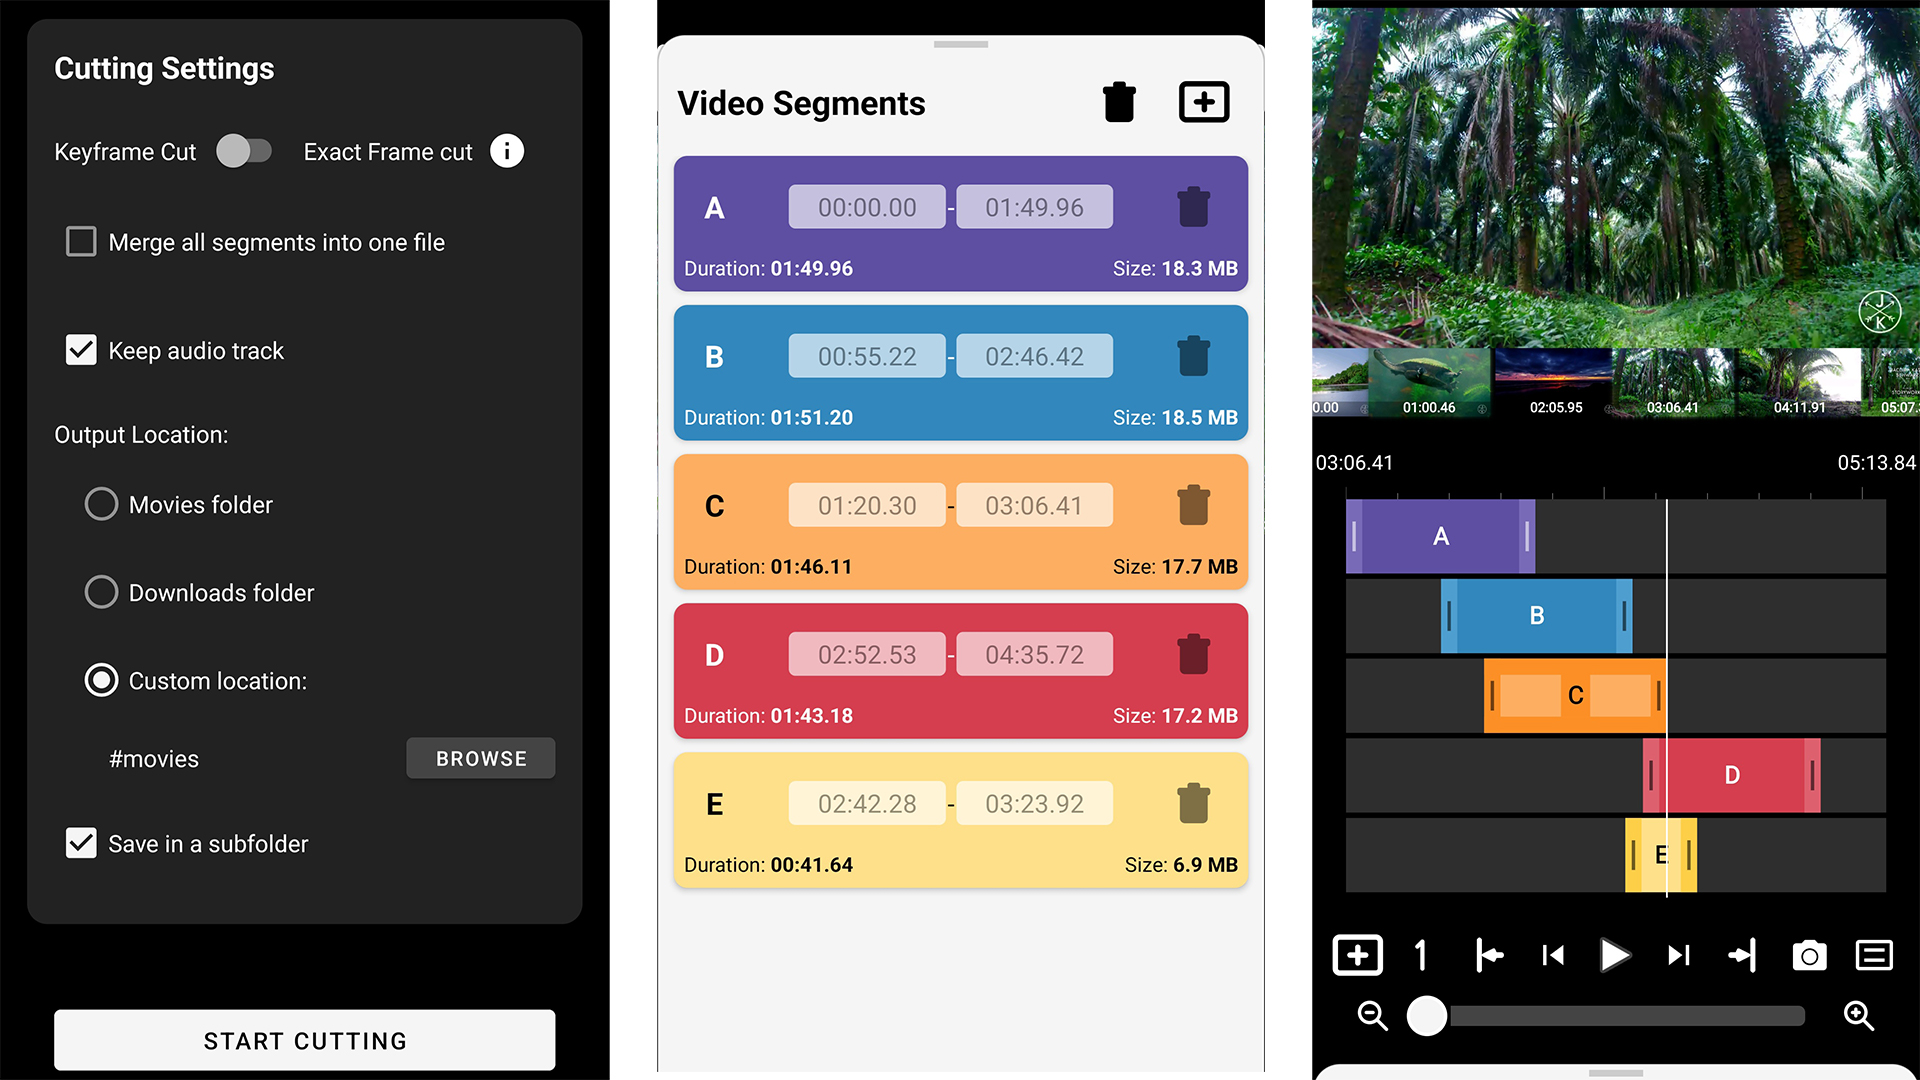 Cutting Settings
Keyframe Cut
Exact Frame cut
i
Merge all segments into one file
Keep audio track
Output Location:
Movies folder
Downloads folder
Custom location:
#movies
BROWSE
Save in a subfolder
START CUTTING
Video Segments
A
00:00.00 - 01:49.96
Duration: 01:49.96
Size: 18.3 MB
B
00:55.22 - 02:46.42
Duration: 01:51.20
Size: 18.5 MB
C
01:20.30 - 03:06.41
Duration: 01:46.11
Size: 17.7 MB
D
02:52.53 - 04:35.72
Duration: 01:43.18
Size: 17.2 MB
E
02:42.28 - 03:23.92
Duration: 00:41.64
Size: 6.9 MB
J
K
0.00
01:00.46
02:05.95
03:06.41
04:11.91
05:07.
03:06.41
05:13.84
A
B
C
D
E
1